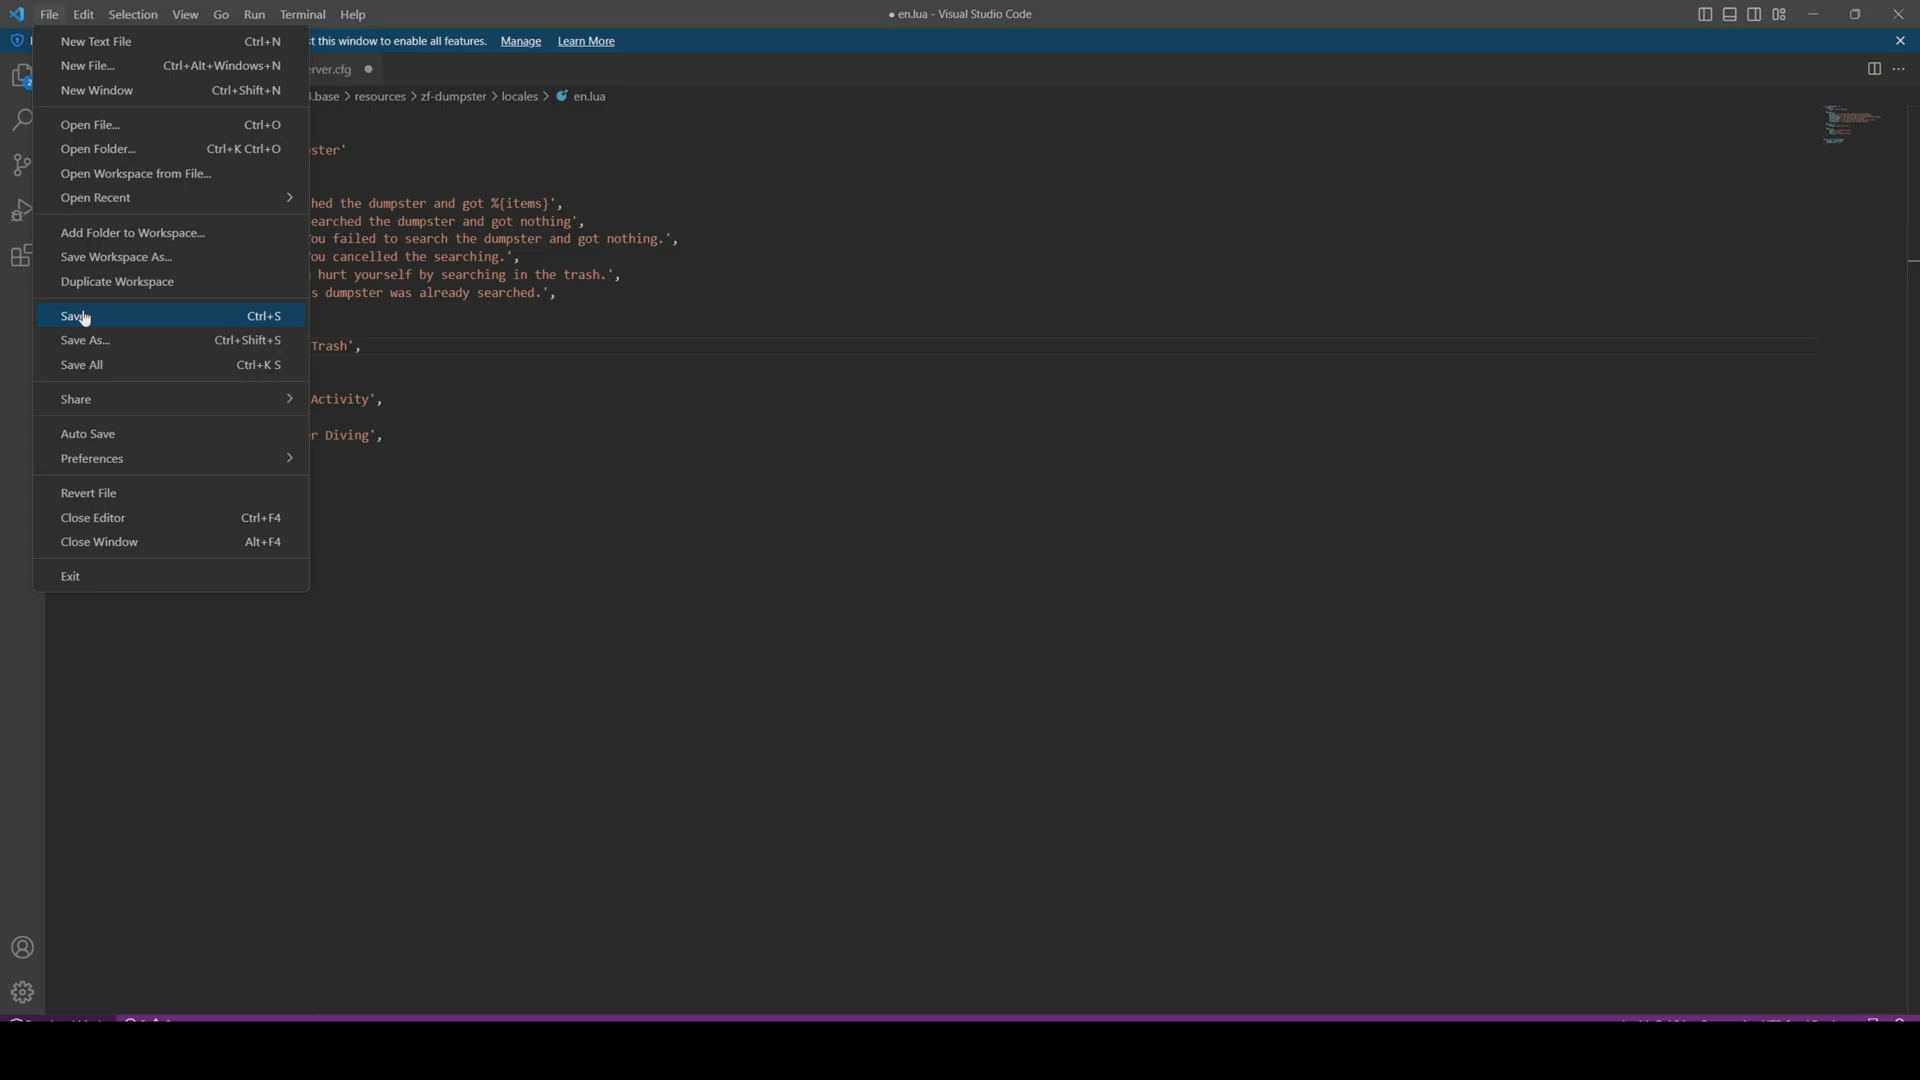 File Edit Selection View Go Run Terminal Help
● en.lua - Visual Studio Code
t this window to enable all features. Manage Learn More
erver.cfg ●
.base > resources > zf-dumpster > locales > en.lua
New Text File Ctrl+N
New File... Ctrl+Alt+Windows+N
New Window Ctrl+Shift+N
Open File... Ctrl+O
Open Folder... Ctrl+K Ctrl+O
Open Workspace from File...
Open Recent >
Add Folder to Workspace...
Save Workspace As...
Duplicate Workspace
Save Ctrl+S
Save As... Ctrl+Shift+S
Save All Ctrl+K S
Share >
Auto Save
Preferences >
Revert File
Close Editor Ctrl+F4
Close Window Alt+F4
Exit
ster'
hed the dumpster and got %{items}',
earched the dumpster and got nothing',
ou failed to search the dumpster and got nothing.',
ou cancelled the searching.',
hurt yourself by searching in the trash.',
s dumpster was already searched.',
Trash',
Activity',
r Diving',